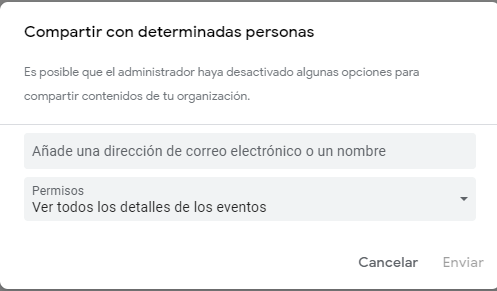 Compartir con determinadas personas
Es posible que el administrador haya desactivado algunas opciones para
compartir contenidos de tu organización.
Añade una dirección de correo electrónico o un nombre
Permisos
Ver todos los detalles de los eventos
Cancelar Enviar